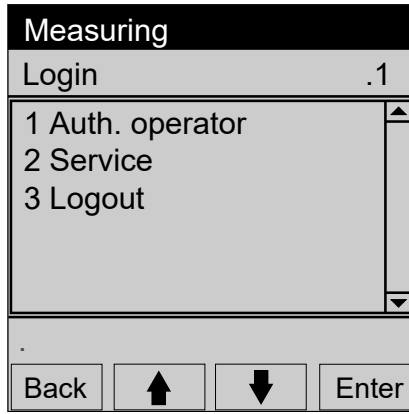 Measuring
Login .1
1 Auth. operator
2 Service
3 Logout
.
Back Enter